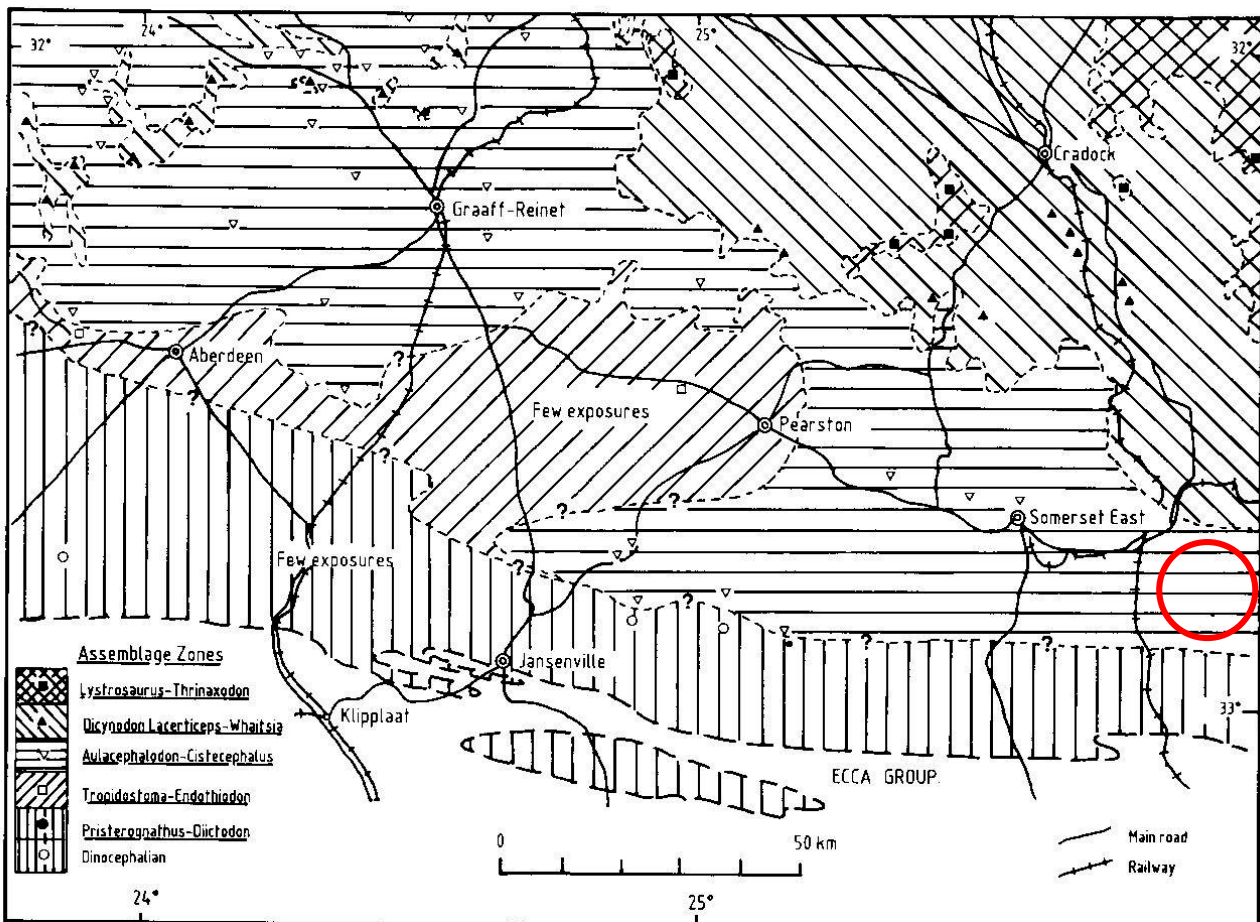 24°
25°
32°
32°
Cradock
Graaff-Reinet
?
Aberdeen
?
?
Few exposures
Pearston
?
?
?
Somerset East
Few exposures
?
?
?
?
Assemblage Zones
Lystrosaurus-Thrinaxodon
Dicynodon Lacerticeps-Whaitsia
Aulacephalodon-Cistecephalus
Tropidostoma-Endothiodon
Pristerognathus-Diictodon
Dinocephalian
Jansenville
Klipplaat
33°
ECCA GROUP.
0 50 km
Main road
Railway
24°
25°